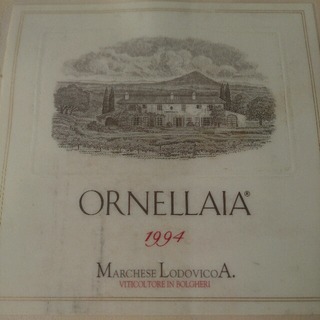 ORNELLAIA®
1994
MARCHESE LODOVICO A.
VITICOLTORE IN BOLGHERI